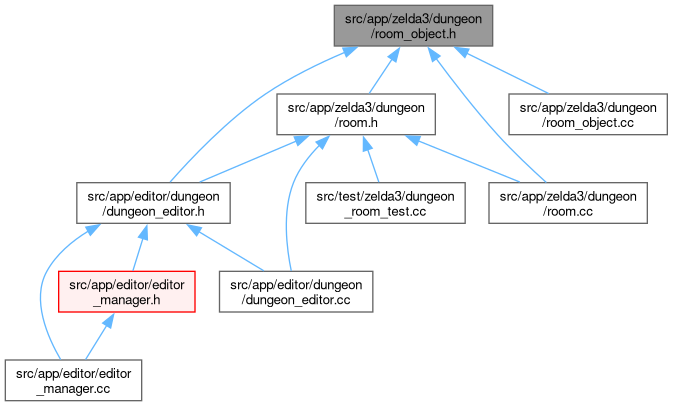 src/app/zelda3/dungeon
/room_object.h
src/app/zelda3/dungeon
/room.h
src/app/zelda3/dungeon
/room_object.cc
src/app/editor/dungeon
/dungeon_editor.h
src/test/zelda3/dungeon
_room_test.cc
src/app/zelda3/dungeon
/room.cc
src/app/editor/editor
_manager.h
src/app/editor/dungeon
/dungeon_editor.cc
src/app/editor/editor
_manager.cc